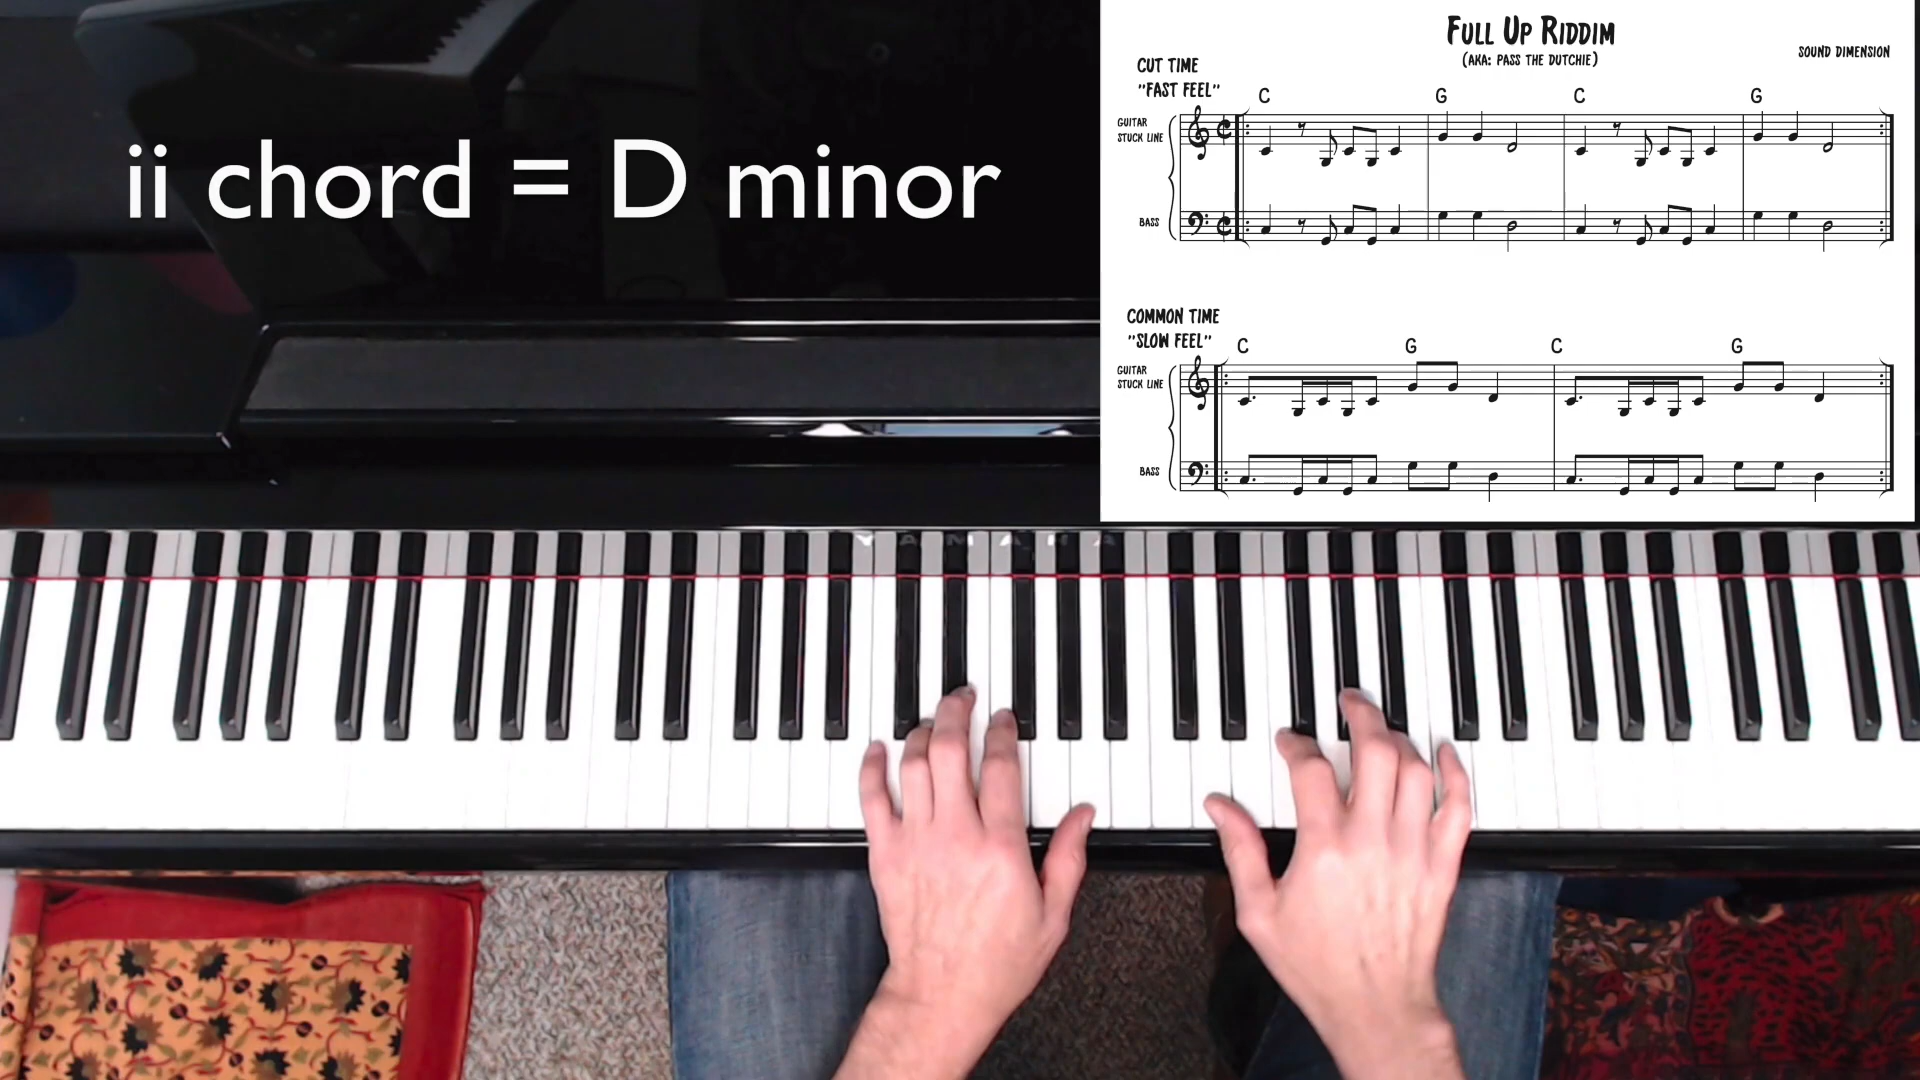 ii chord = D minor
FULL UP RIDDIM
(AKA: PASS THE DUTCHIE)
SOUND DIMENSION
CUT TIME
"FAST FEEL"
C G C G
GUITAR
STUCK LINE
BASS
COMMON TIME
"SLOW FEEL"
C G C G
GUITAR
STUCK LINE
BASS
YAMAHA